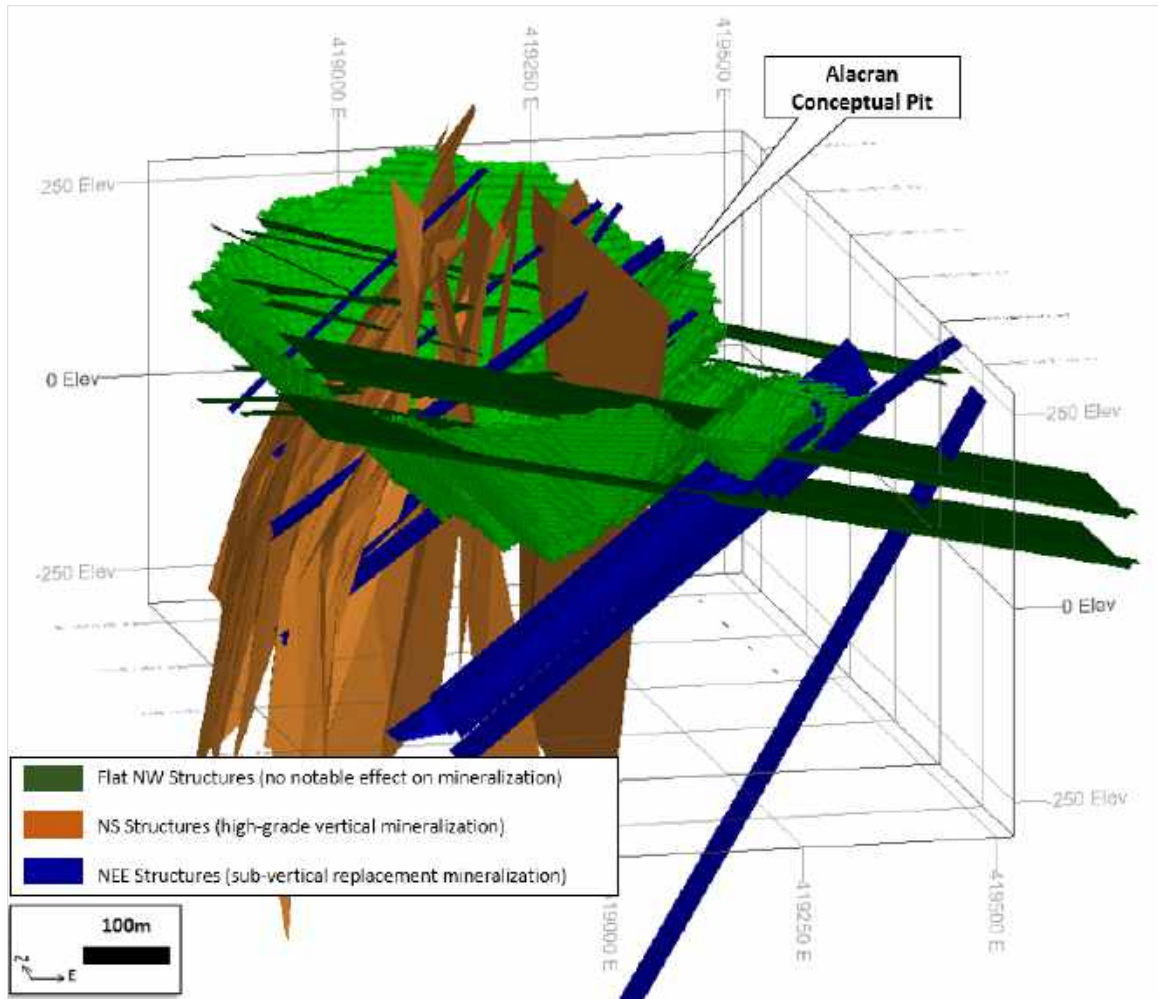 419000 E
419250 E
419500 E
Alacran
Conceptual Pit
250 Elev
0 Elev
-250 Elev
250 Elev
0 Elev
-250 Elev
Flat NW Structures (no notable effect on mineralization)
NS Structures (high-grade vertical mineralization)
NEE Structures (sub-vertical replacement mineralization)
419000 E
419250 E
419500 E
100m
Z
E